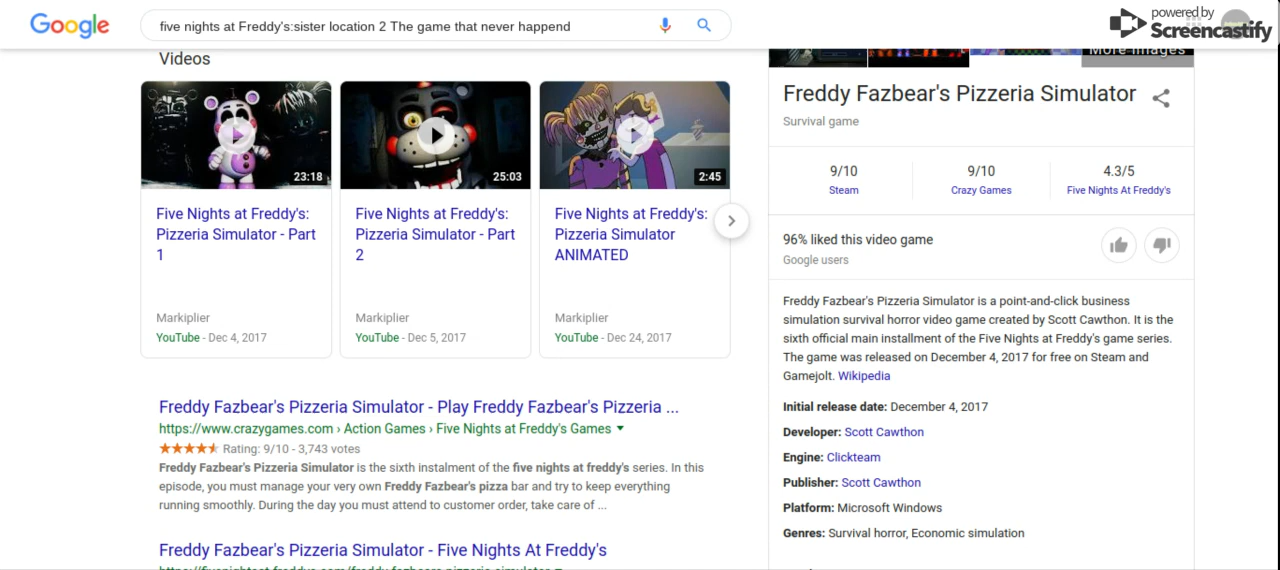 Google
five nights at Freddy's:sister location 2 The game that never happend
powered by
Screencastify
Videos
23:18
25:03
2:45
Five Nights at Freddy's:
Pizzeria Simulator - Part
1
Markiplier
YouTube - Dec 4, 2017
Five Nights at Freddy's:
Pizzeria Simulator - Part
2
Markiplier
YouTube - Dec 5, 2017
Five Nights at Freddy's:
Pizzeria Simulator
ANIMATED
Markiplier
YouTube - Dec 24, 2017
Freddy Fazbear's Pizzeria Simulator - Play Freddy Fazbear's Pizzeria ...
https://www.crazygames.com › Action Games › Five Nights at Freddy's Games
Rating: 9/10 - 3,743 votes
Freddy Fazbear's Pizzeria Simulator is the sixth instalment of the five nights at freddy's series. In this
episode, you must manage your very own Freddy Fazbear's pizza bar and try to keep everything
running smoothly. During the day you must attend to customer order, take care of ...
Freddy Fazbear's Pizzeria Simulator - Five Nights At Freddy's
More images
Freddy Fazbear's Pizzeria Simulator
Survival game
9/10
Steam
9/10
Crazy Games
4.3/5
Five Nights At Freddy's
96% liked this video game
Google users
Freddy Fazbear's Pizzeria Simulator is a point-and-click business
simulation survival horror video game created by Scott Cawthon. It is the
sixth official main installment of the Five Nights at Freddy's game series.
The game was released on December 4, 2017 for free on Steam and
Gamejolt. Wikipedia
Initial release date: December 4, 2017
Developer: Scott Cawthon
Engine: Clickteam
Publisher: Scott Cawthon
Platform: Microsoft Windows
Genres: Survival horror, Economic simulation